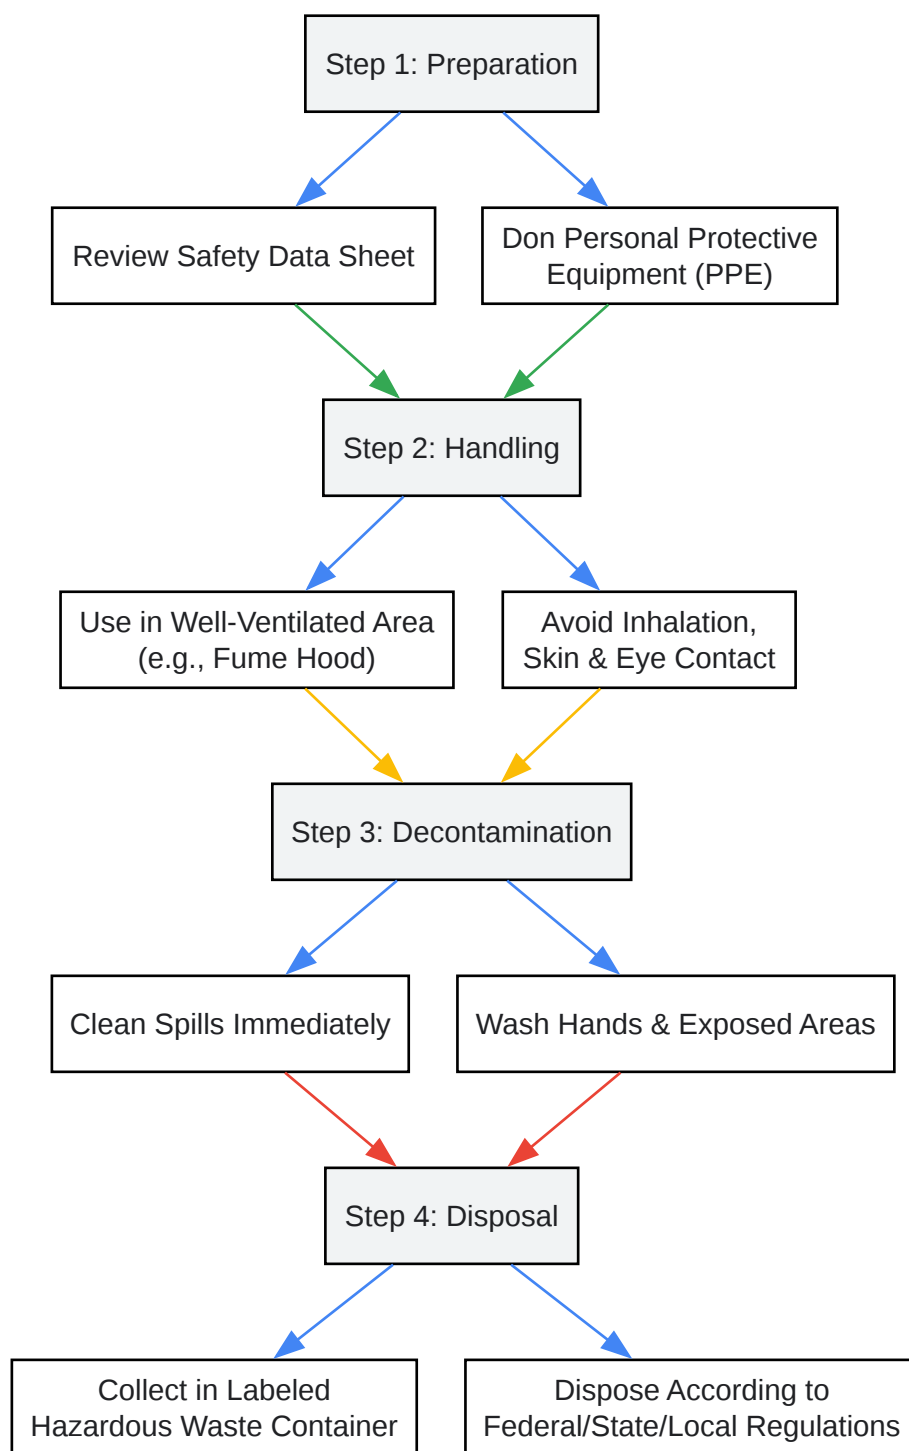 Step 1: Preparation
Review Safety Data Sheet
Don Personal Protective
Equipment (PPE)
Step 2: Handling
Use in Well-Ventilated Area
(e.g., Fume Hood)
Avoid Inhalation,
Skin & Eye Contact
Step 3: Decontamination
Clean Spills Immediately
Wash Hands & Exposed Areas
Step 4: Disposal
Collect in Labeled
Hazardous Waste Container
Dispose According to
Federal/State/Local Regulations